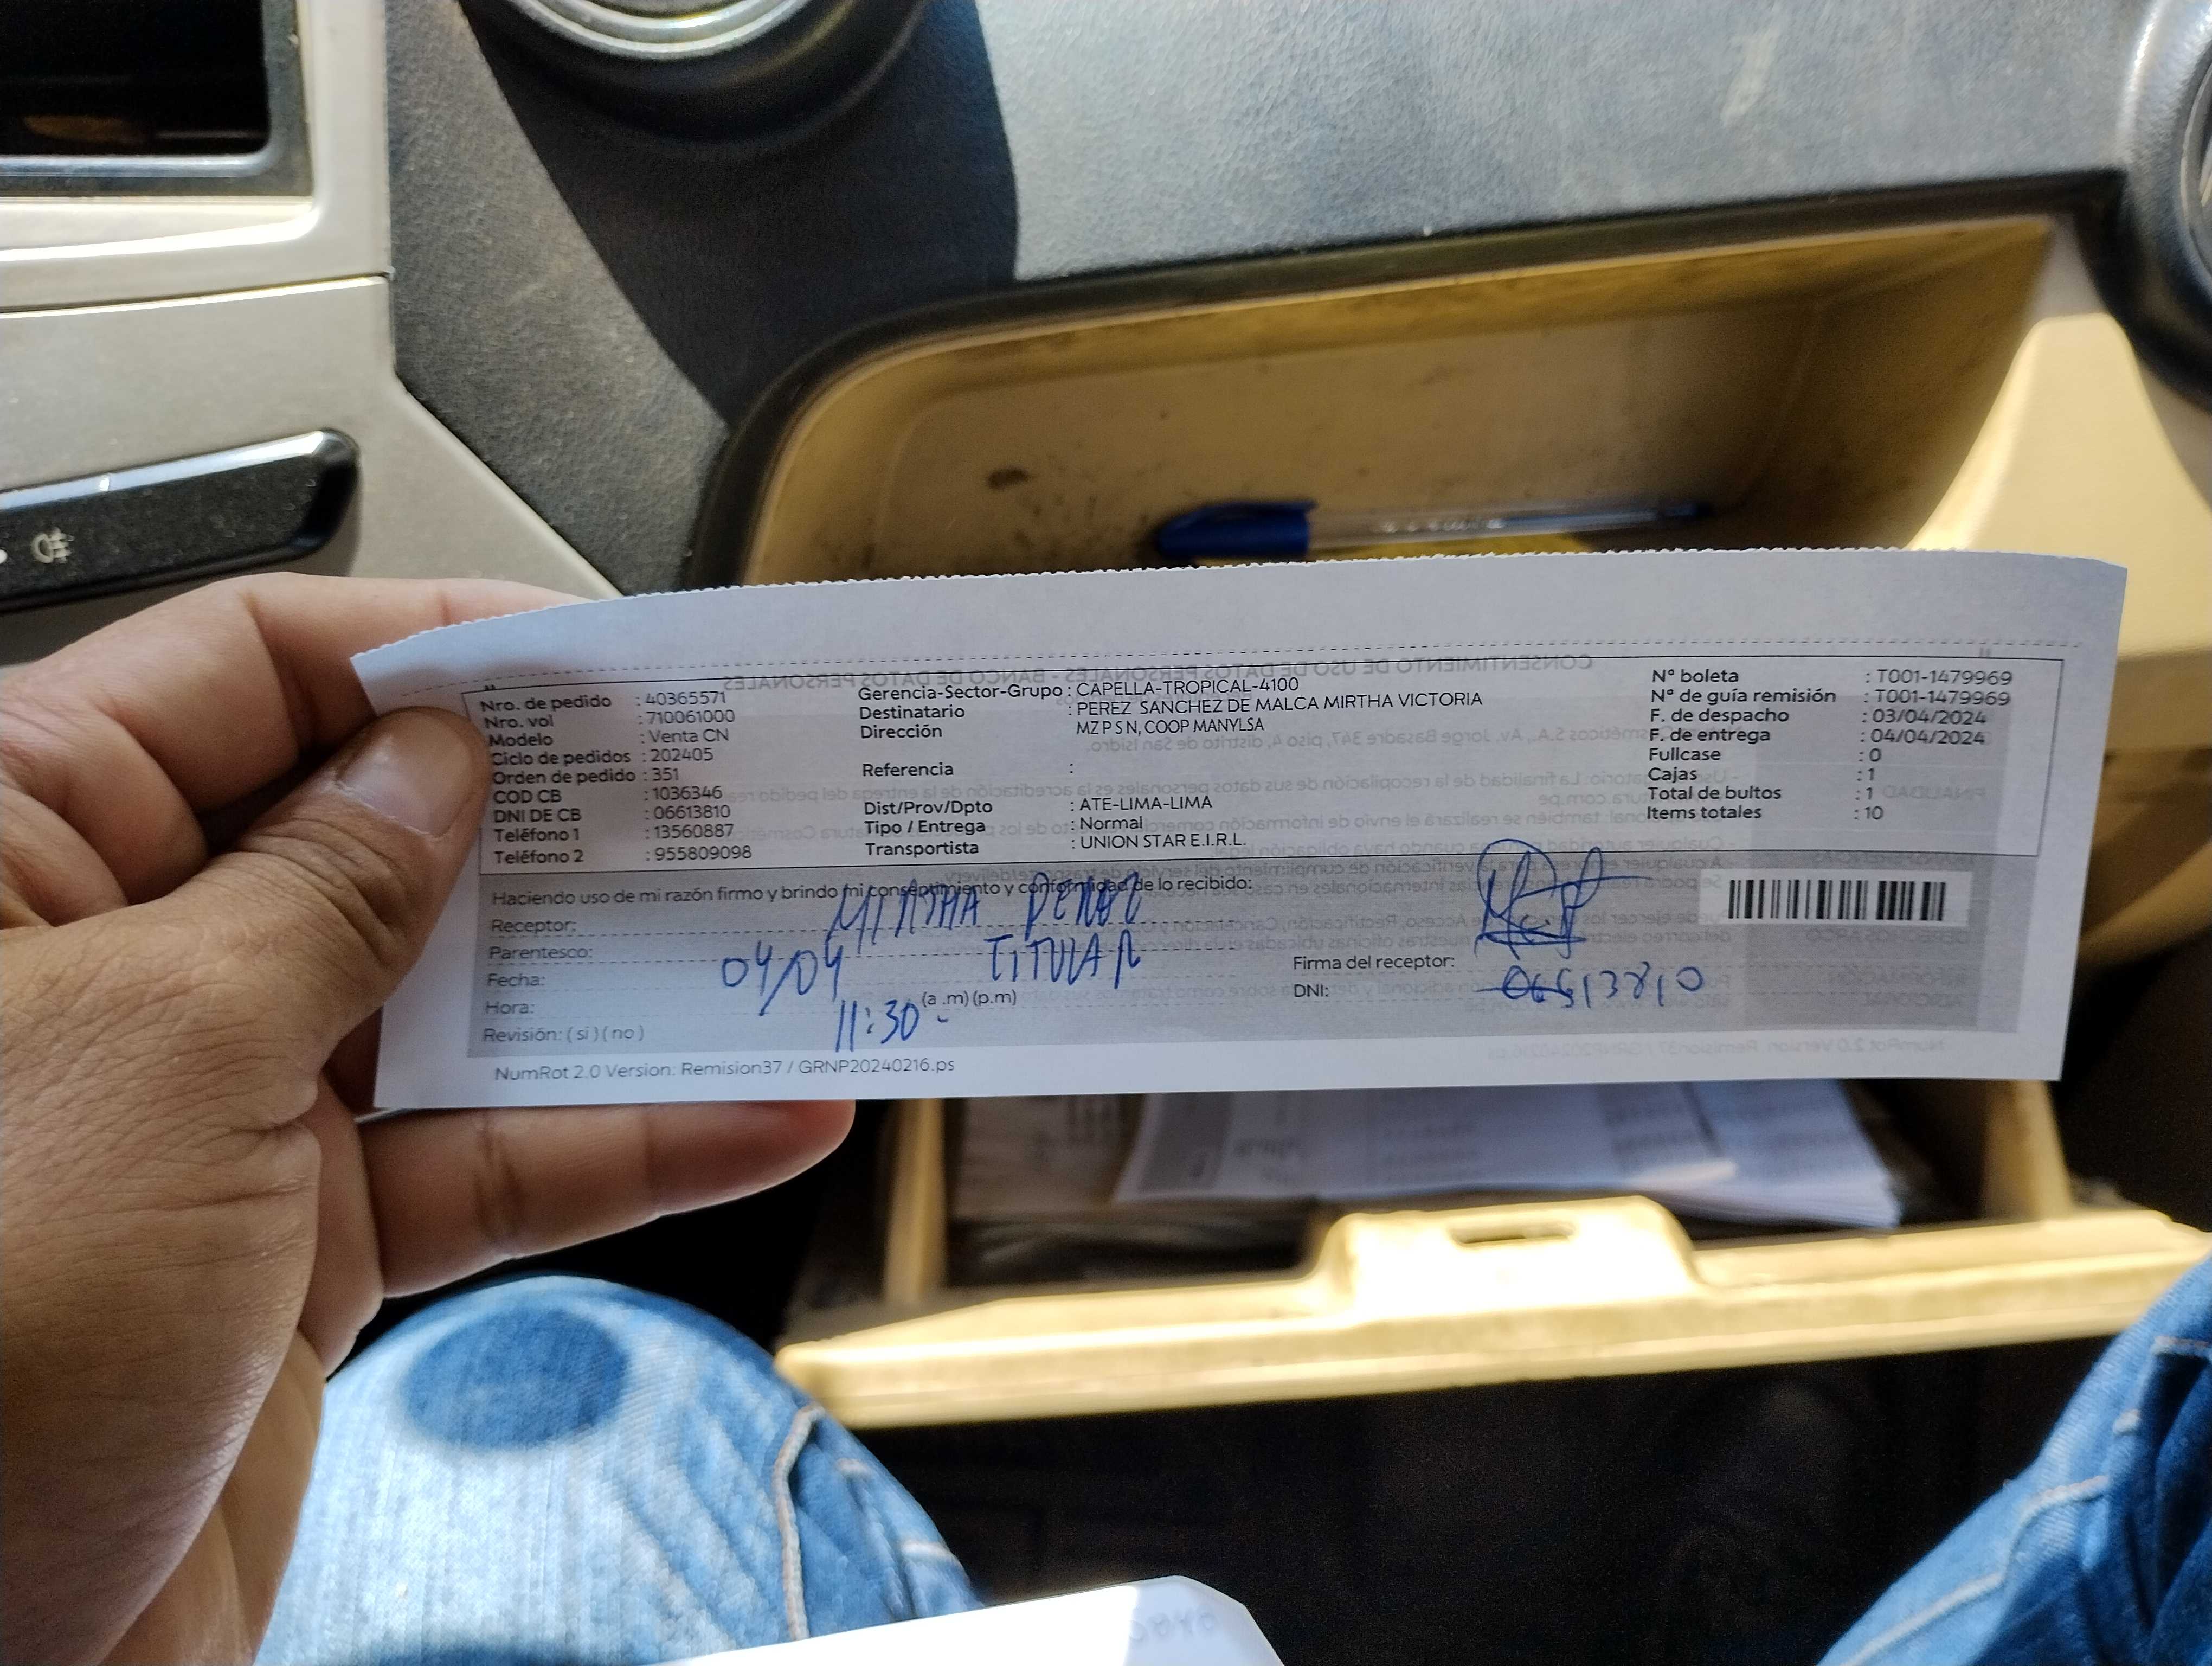 Nro. de pedido : 40365571
Nro. vol : 710061000
Modelo : Venta CN
Ciclo de pedidos : 202405
Orden de pedido : 351
COD CB : 1036346
DNI DE CB : 06613810
Teléfono 1 : 13560887
Teléfono 2 : 955809098
Gerencia-Sector-Grupo : CAPELLA-TROPICAL-4100
Destinatario : PEREZ SANCHEZ DE MALCA MIRTHA VICTORIA
Dirección MZ P S N, COOP MANYLSA
Referencia :
Dist/Prov/Dpto : ATE-LIMA-LIMA
Tipo / Entrega : Normal
Transportista : UNION STAR E.I.R.L.
N° boleta : T001-1479969
N° de guía remisión : T001-1479969
F. de despacho : 03/04/2024
F. de entrega : 04/04/2024
Fullcase : 0
Cajas : 1
Total de bultos : 1
Items totales : 10
Haciendo uso de mi razón firmo y brindo mi consentimiento y conformidad de lo recibido:
Receptor: MIRTHA PEREZ
Parentesco: TITULAR
Fecha: 04/04
Hora: 11:30 (a .m) (p.m)
Revisión: ( si ) ( no )
Firma del receptor:
DNI: 06613810
NumRot 2.0 Version: Remision37 / GRNP20240216.ps